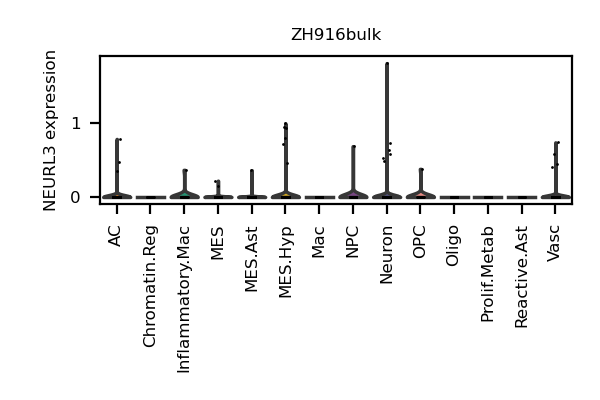 ZH916bulk
NEURL3 expression
1
0
AC
Chromatin.Reg
Inflammatory.Mac
MES
MES.Ast
MES.Hyp
Mac
NPC
Neuron
OPC
Oligo
Prolif.Metab
Reactive.Ast
Vasc